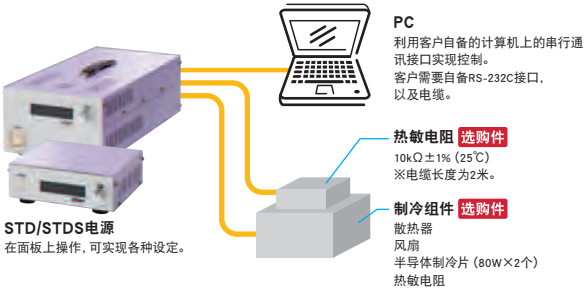 PC
利用客户自备的计算机上的串行通
讯接口实现控制。
客户需要自备RS-232C接口,
以及电缆。
热敏电阻 选购件
10kΩ±1% (25℃)
※电缆长度为2米。
制冷组件 选购件
散热器
风扇
半导体制冷片 (80W×2个)
热敏电阻
STD/STDS电源
在面板上操作, 可实现各种设定。